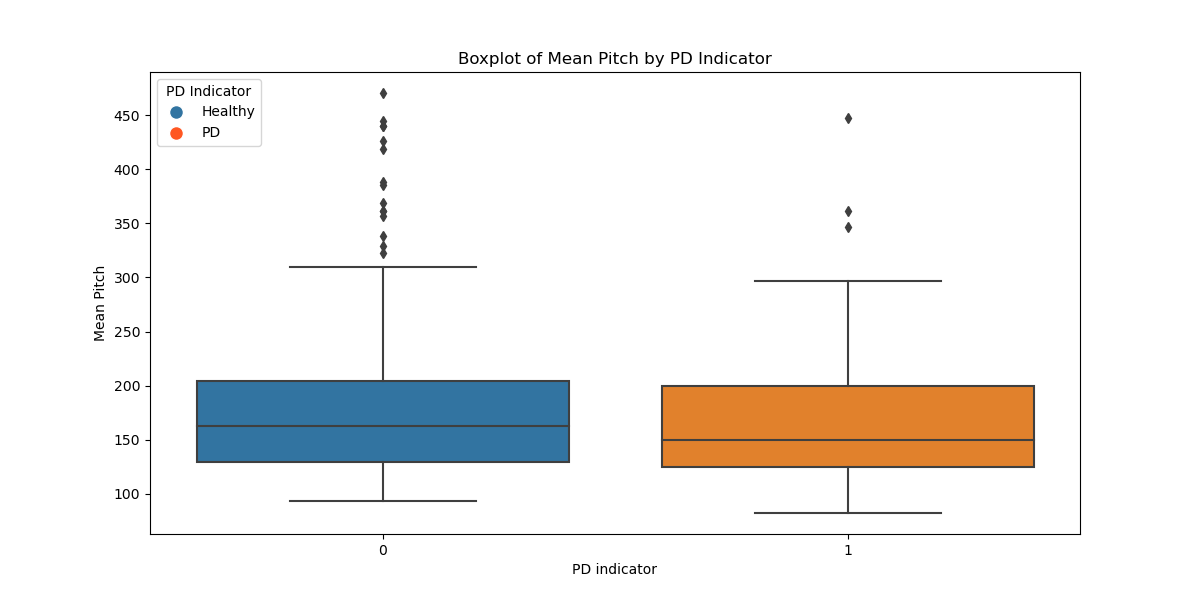 Boxplot of Mean Pitch by PD Indicator
PD Indicator
Healthy
PD
Mean Pitch
450
400
350
300
250
200
150
100
0
1
PD indicator